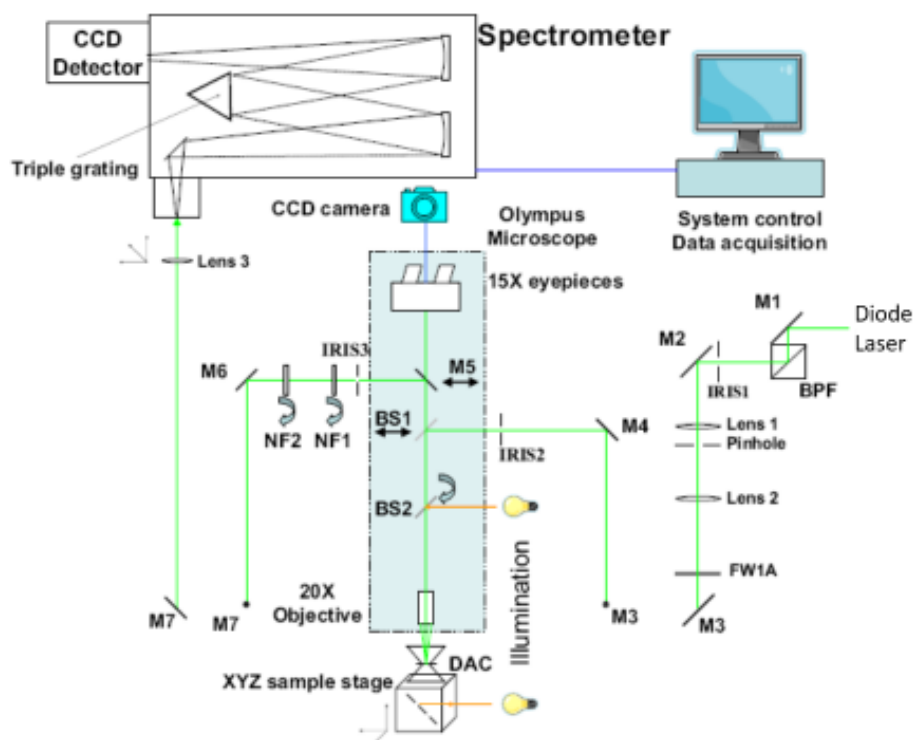 CCD
Detector
Spectrometer
Triple grating
CCD camera
Olympus
Microscope
System control
Data acquisition
Lens 3
15X eyepieces
M1
Diode
Laser
M2
IRIS1
BPF
M6
IRIS3
M5
NF2
NF1
BS1
M4
IRIS2
Lens 1
Pinhole
BS2
Lens 2
Illumination
FW1A
20X
Objective
M7
M7
M3
M3
DAC
XYZ sample stage